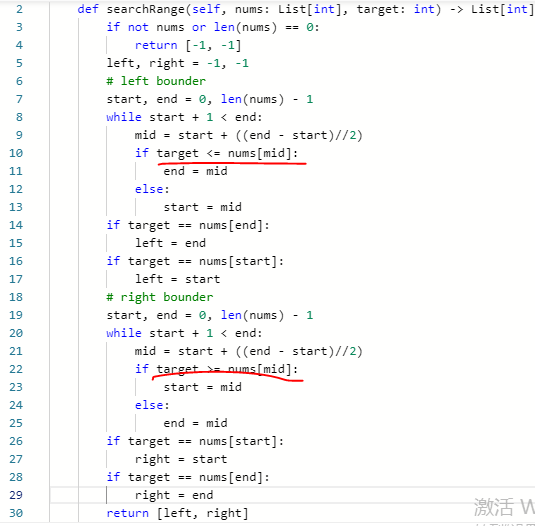 2 def searchRange(self, nums: List[int], target: int) -> List[int]
3 if not nums or len(nums) == 0:
4 return [-1, -1]
5 left, right = -1, -1
6 # left bounder
7 start, end = 0, len(nums) - 1
8 while start + 1 < end:
9 mid = start + ((end - start)//2)
10 if target <= nums[mid]:
11 end = mid
12 else:
13 start = mid
14 if target == nums[end]:
15 left = end
16 if target == nums[start]:
17 left = start
18 # right bounder
19 start, end = 0, len(nums) - 1
20 while start + 1 < end:
21 mid = start + ((end - start)//2)
22 if target >= nums[mid]:
23 start = mid
24 else:
25 end = mid
26 if target == nums[start]:
27 right = start
28 if target == nums[end]:
29 right = end
30 return [left, right]
激活 W